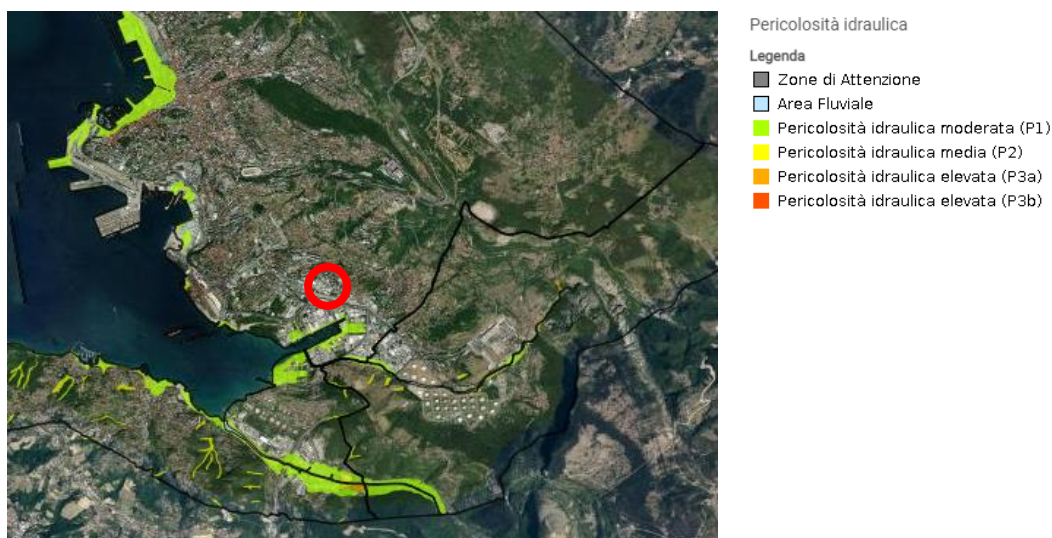 Pericolosità idraulica
Legenda
Zone di Attenzione
Area Fluviale
Pericolosità idraulica moderata (P1)
Pericolosità idraulica media (P2)
Pericolosità idraulica elevata (P3a)
Pericolosità idraulica elevata (P3b)